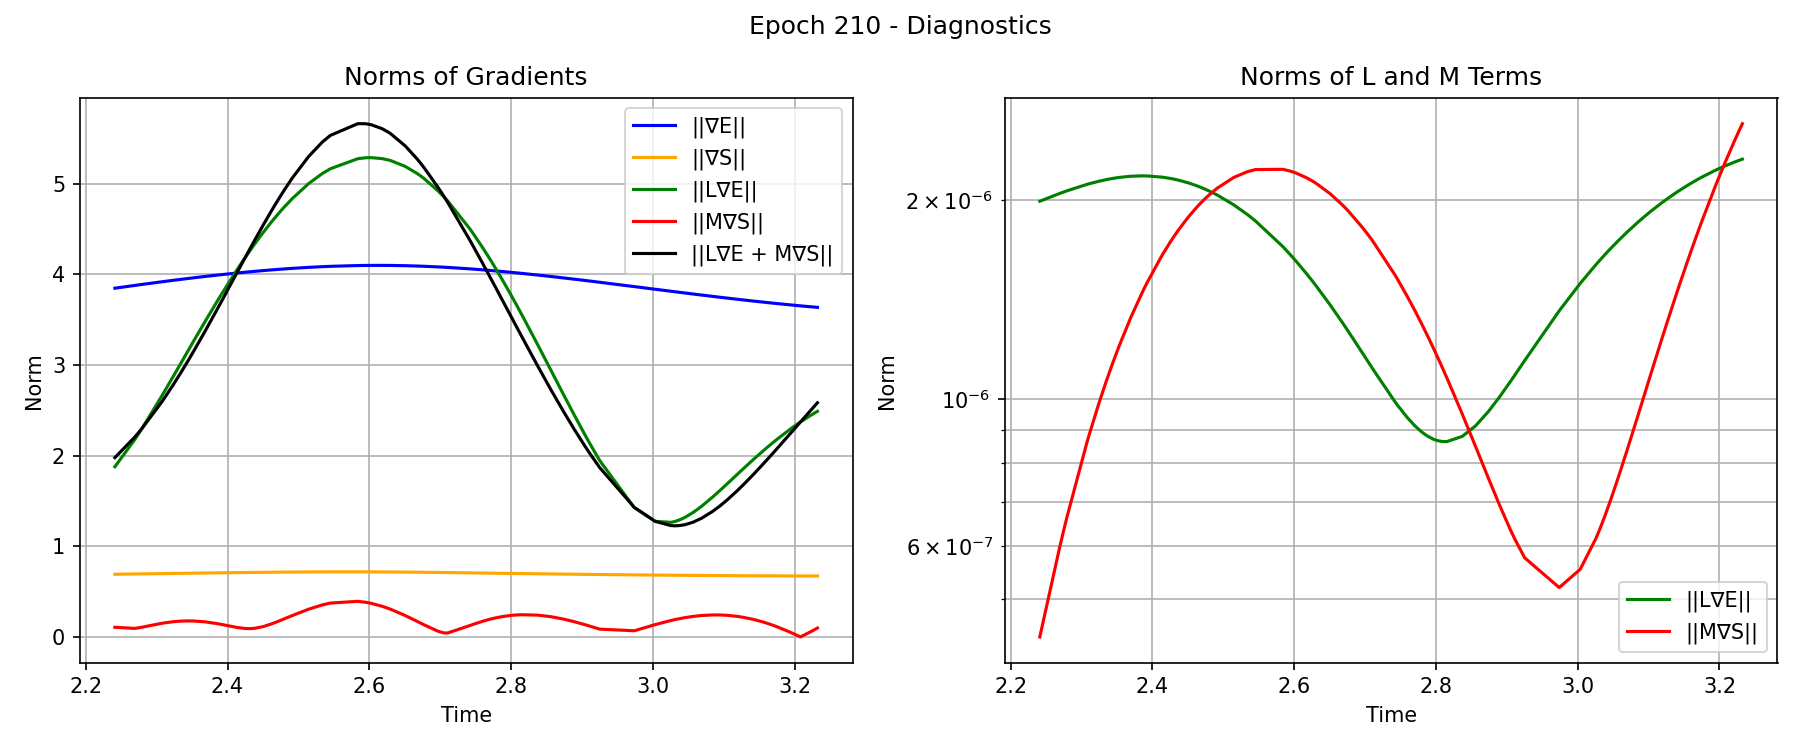 Epoch 210 - Diagnostics
Norms of Gradients
Norm
5
4
3
2
1
0
2.2 2.4 2.6 2.8 3.0 3.2
Time
||∇E||
||∇S||
||L∇E||
||M∇S||
||L∇E + M∇S||
Norms of L and M Terms
Norm
2 × 10⁻⁶
10⁻⁶
6 × 10⁻⁷
2.2 2.4 2.6 2.8 3.0 3.2
Time
||L∇E||
||M∇S||